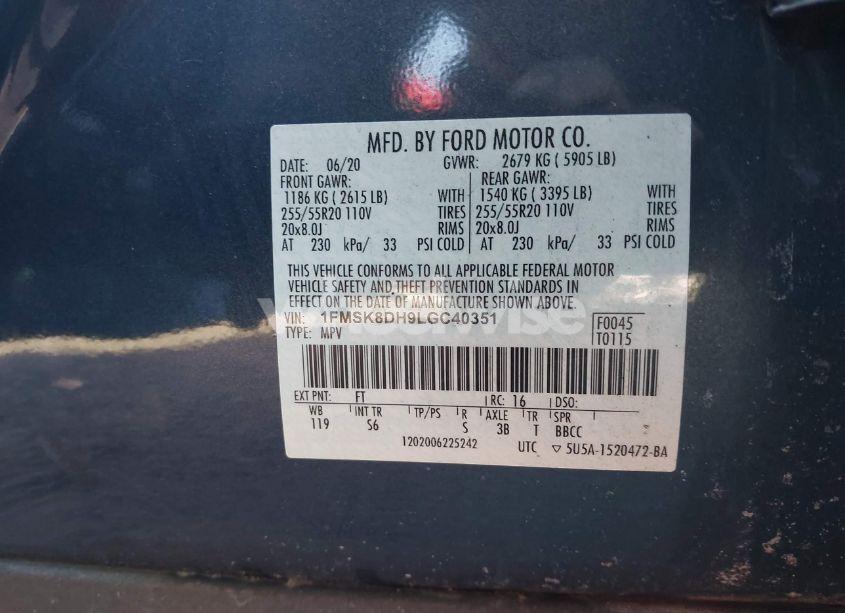 MFD. BY FORD MOTOR CO.
DATE: 06/20 GVWR: 2679 KG ( 5905 LB)
FRONT GAWR: REAR GAWR:
1186 KG ( 2615 LB) WITH 1540 KG ( 3395 LB) WITH
255/55R20 110V TIRES 255/55R20 110V TIRES
20x8.0J RIMS 20x8.0J RIMS
AT 230 kPa/ 33 PSI COLD AT 230 kPa/ 33 PSI COLD
THIS VEHICLE CONFORMS TO ALL APPLICABLE FEDERAL MOTOR
VEHICLE SAFETY AND THEFT PREVENTION STANDARDS IN
EFFECT ON THE DATE OF MANUFACTURE SHOWN ABOVE.
VIN: 1FMSK8DH9LGC40351 F0045
TYPE: MPV T0115
EXT PNT: FT RC: 16 DSO:
WB INT TR TP/PS R AXLE TR SPR
119 S6 S 3B T BBCC
1202006225242 UTC ▽ 5U5A-1520472-BA